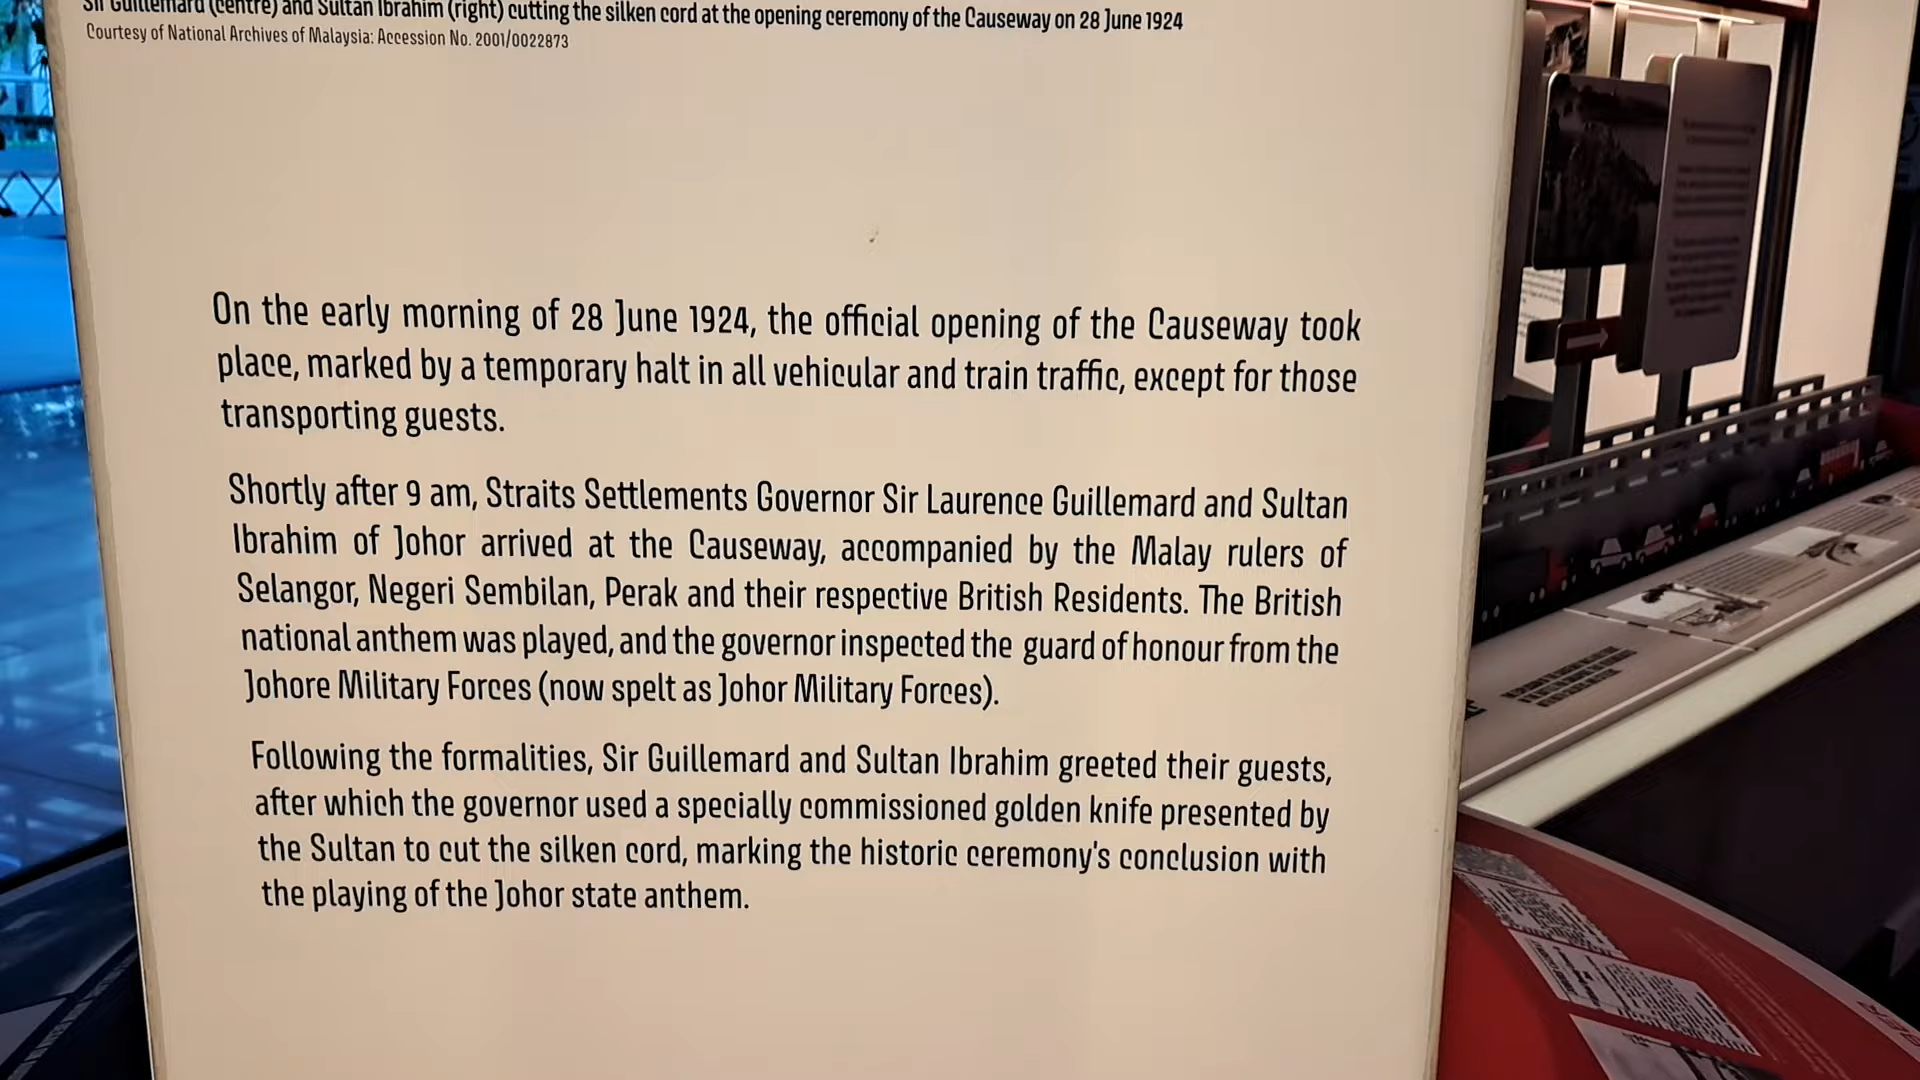 Sir Guillemard (centre) and Sultan Ibrahim (right) cutting the silken cord at the opening ceremony of the Causeway on 28 June 1924
Courtesy of National Archives of Malaysia: Accession No. 2001/0022873
On the early morning of 28 June 1924, the official opening of the Causeway took
place, marked by a temporary halt in all vehicular and train traffic, except for those
transporting guests.
Shortly after 9 am, Straits Settlements Governor Sir Laurence Guillemard and Sultan
Ibrahim of Johor arrived at the Causeway, accompanied by the Malay rulers of
Selangor, Negeri Sembilan, Perak and their respective British Residents. The British
national anthem was played, and the governor inspected the guard of honour from the
Johore Military Forces (now spelt as Johor Military Forces).
Following the formalities, Sir Guillemard and Sultan Ibrahim greeted their guests,
after which the governor used a specially commissioned golden knife presented by
the Sultan to cut the silken cord, marking the historic ceremony's conclusion with
the playing of the Johor state anthem.